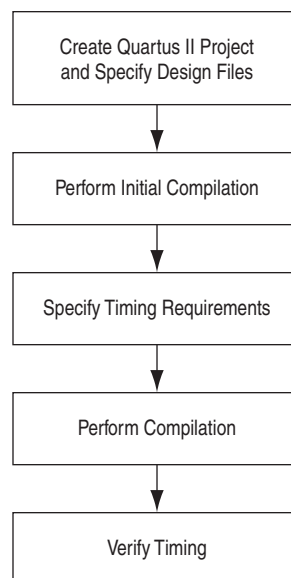 Create Quartus II Project
and Specify Design Files
Perform Initial Compilation
Specify Timing Requirements
Perform Compilation
Verify Timing